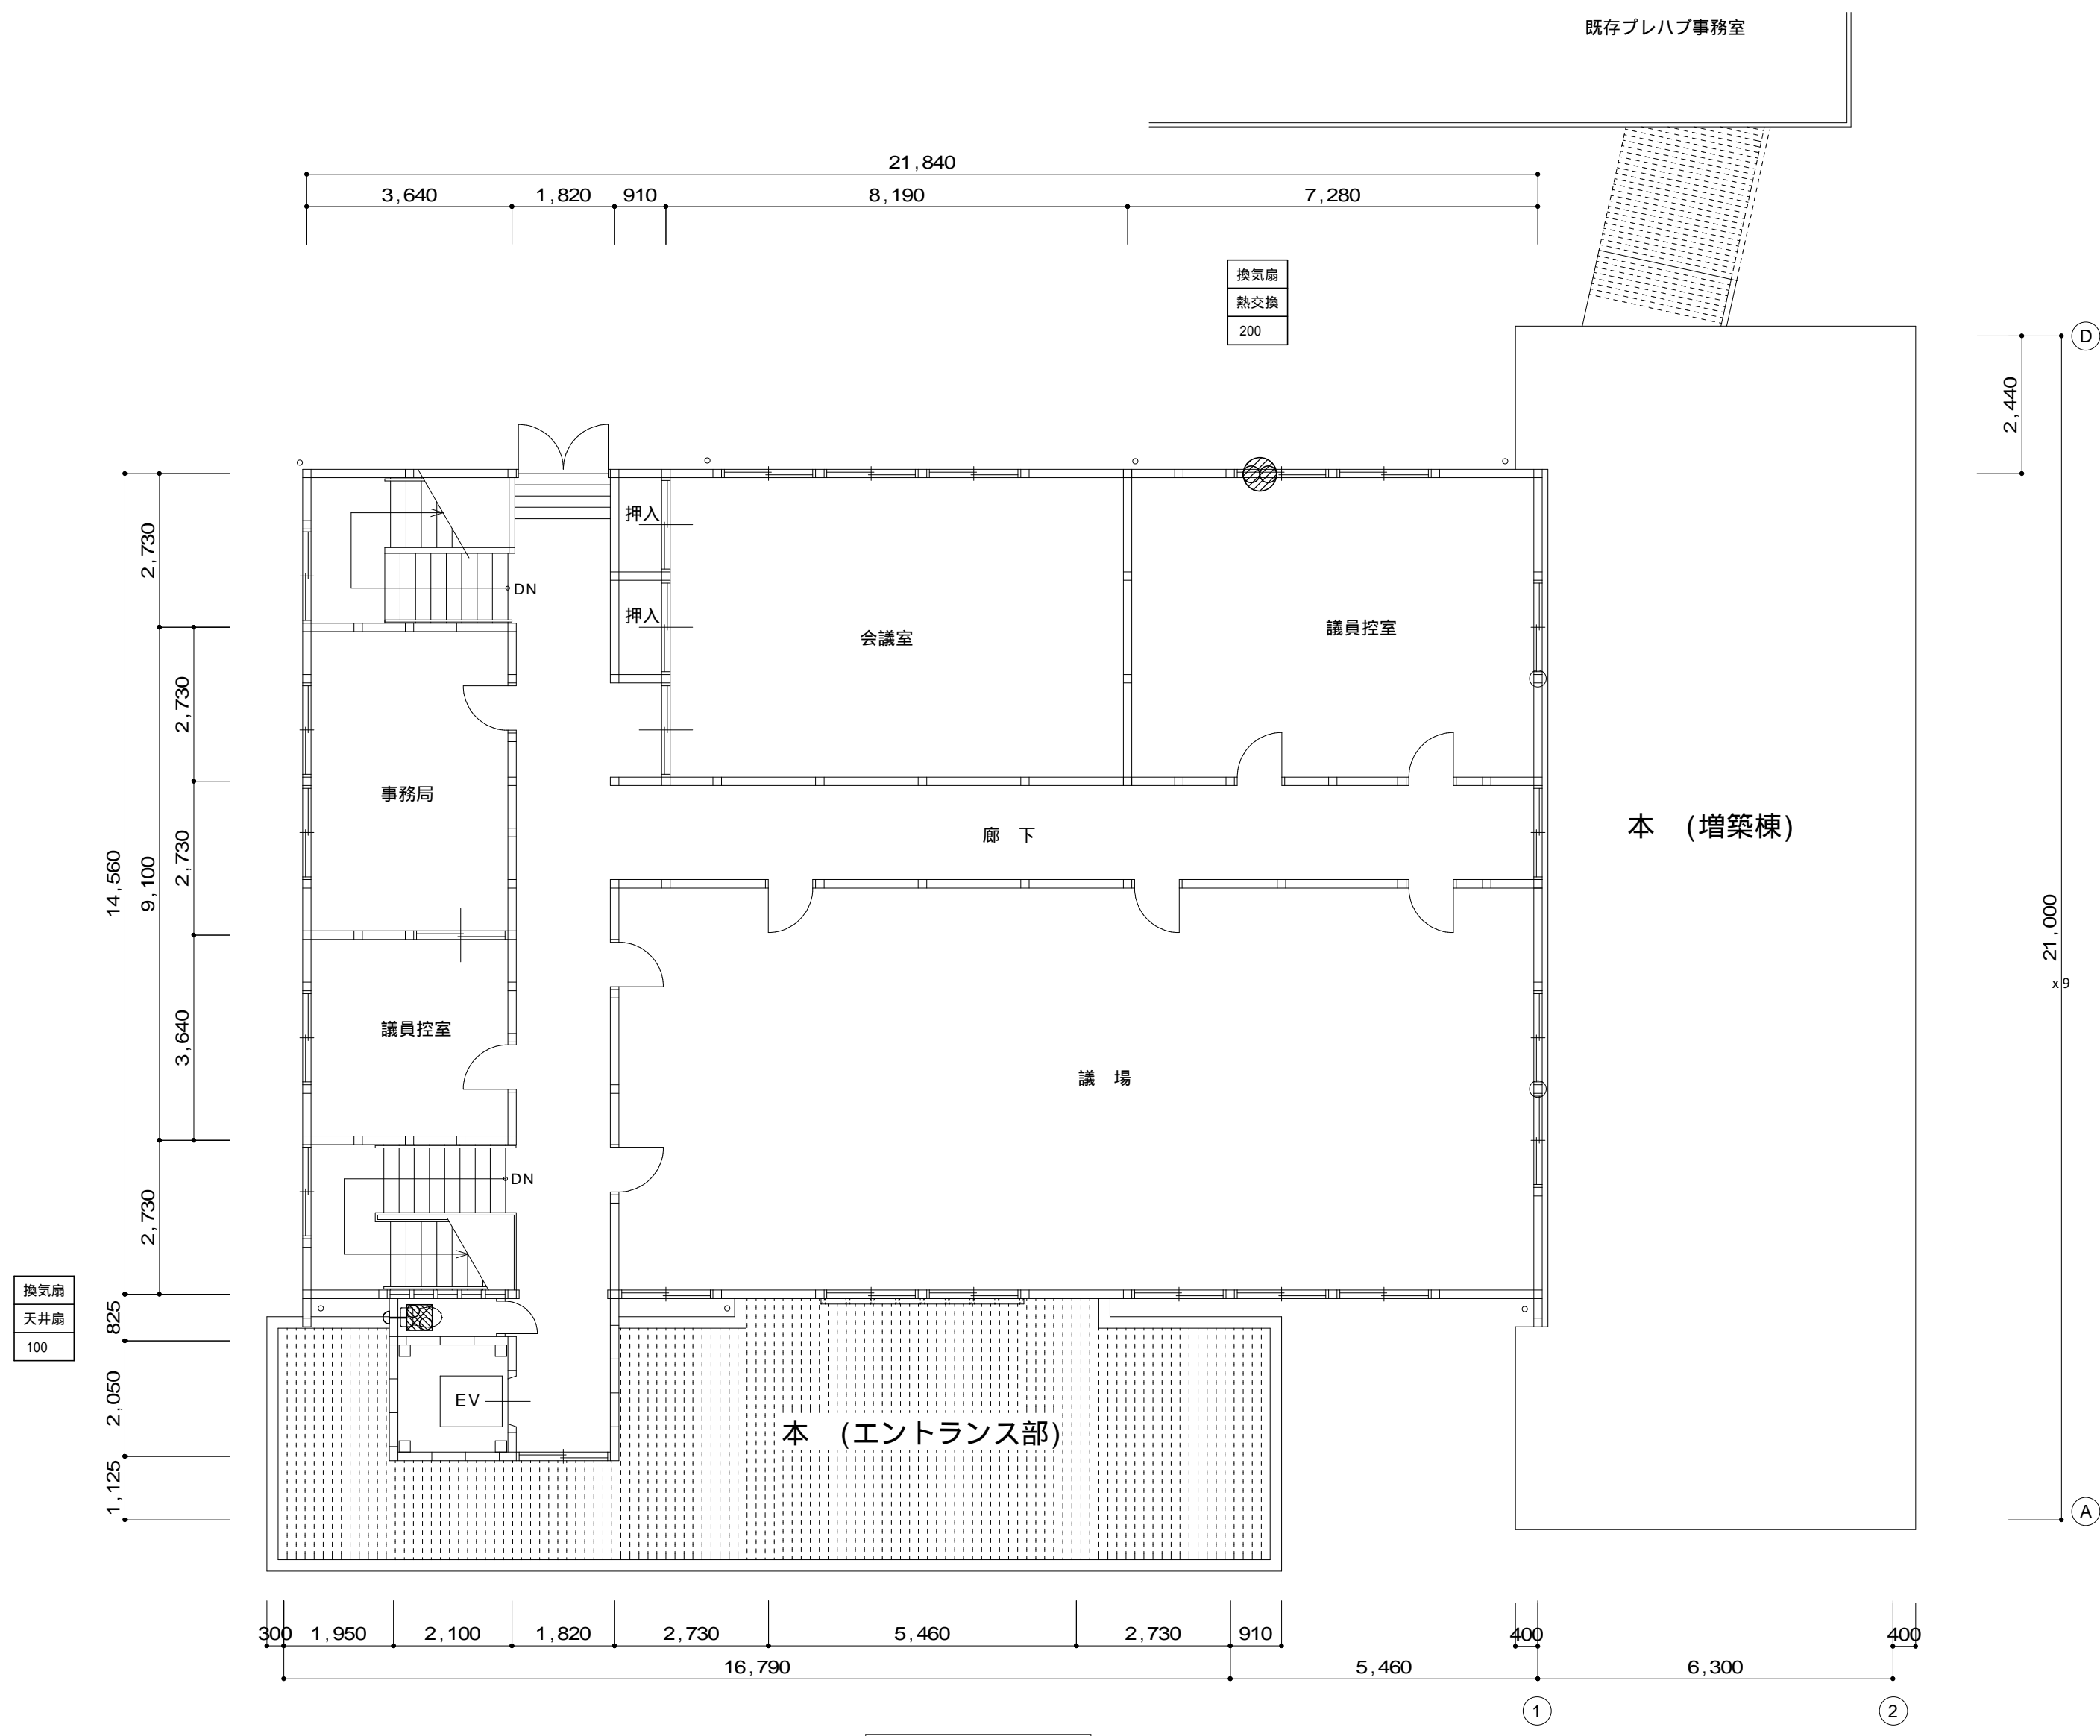 既存プレハブ事務室
21,840
3,640 1,820 910 8,190 7,280
換気扇
熱交換
200
D
2,440
押入
2,730
DN
押入
会議室
議員控室
2,730
事務局
本 (増築棟)
廊 下
14,560
9,100
2,730
21,000
x9
3,640
議員控室
議 場
DN
2,730
換気扇
天井扇
100
825
2,050
EV
本 (エントランス部)
1,125
A
300 1,950 2,100 1,820 2,730 5,460 2,730 910 400 400
16,790 5,460 6,300
1 2